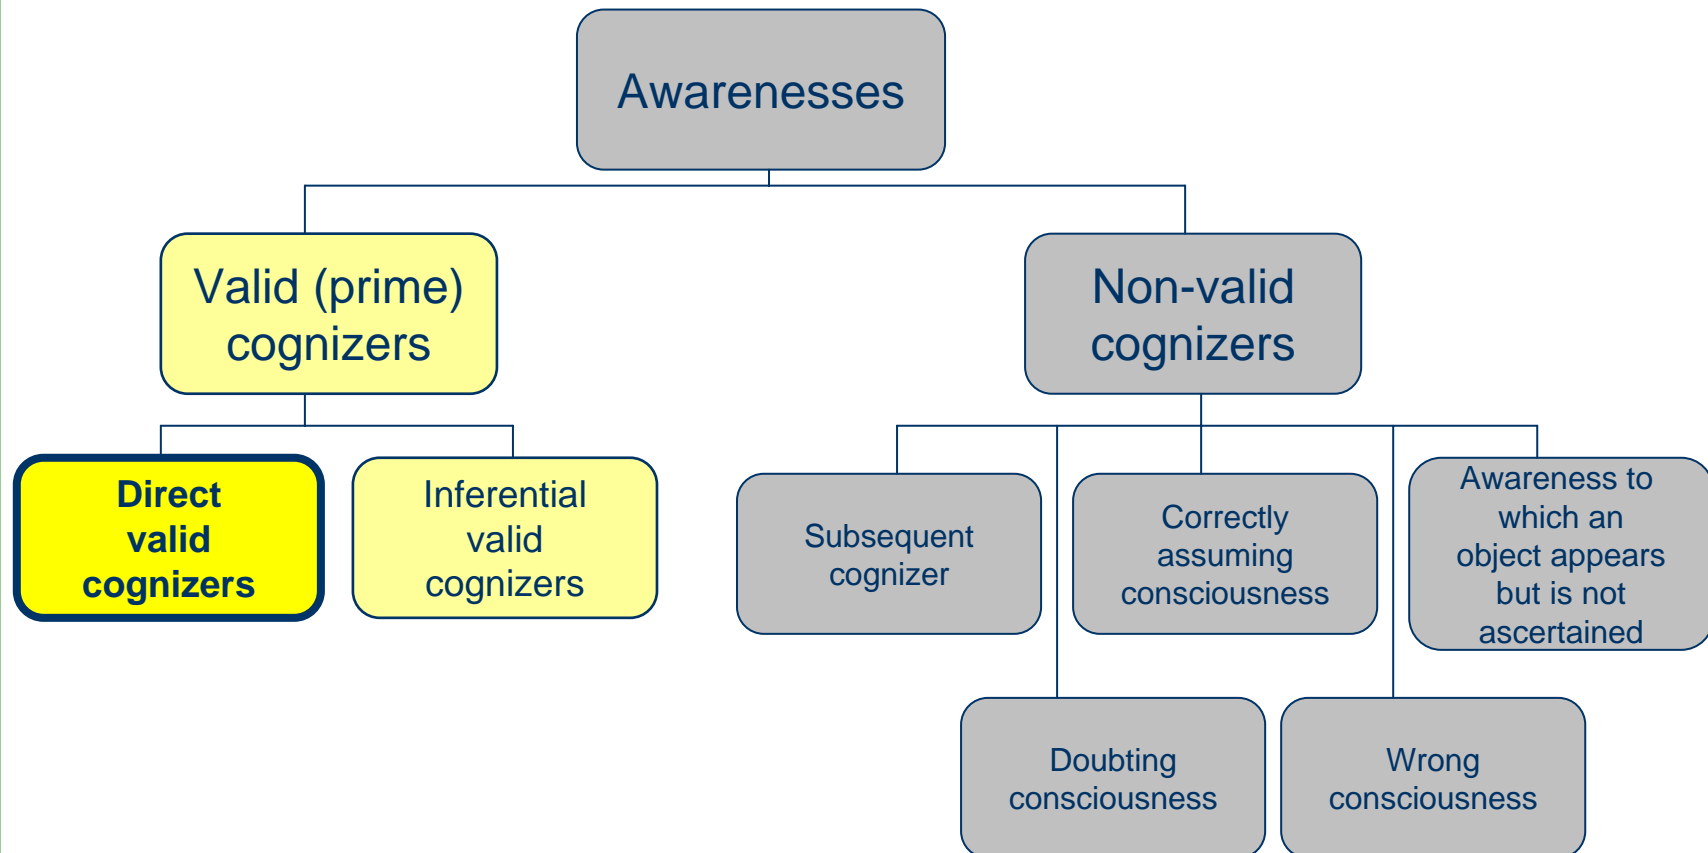 Awarenesses
Valid (prime)
cognizers
Non-valid
cognizers
Direct
valid
cognizers
Inferential
valid
cognizers
Subsequent
cognizer
Correctly
assuming
consciousness
Awareness to
which an
object appears
but is not
ascertained
Doubting
consciousness
Wrong
consciousness